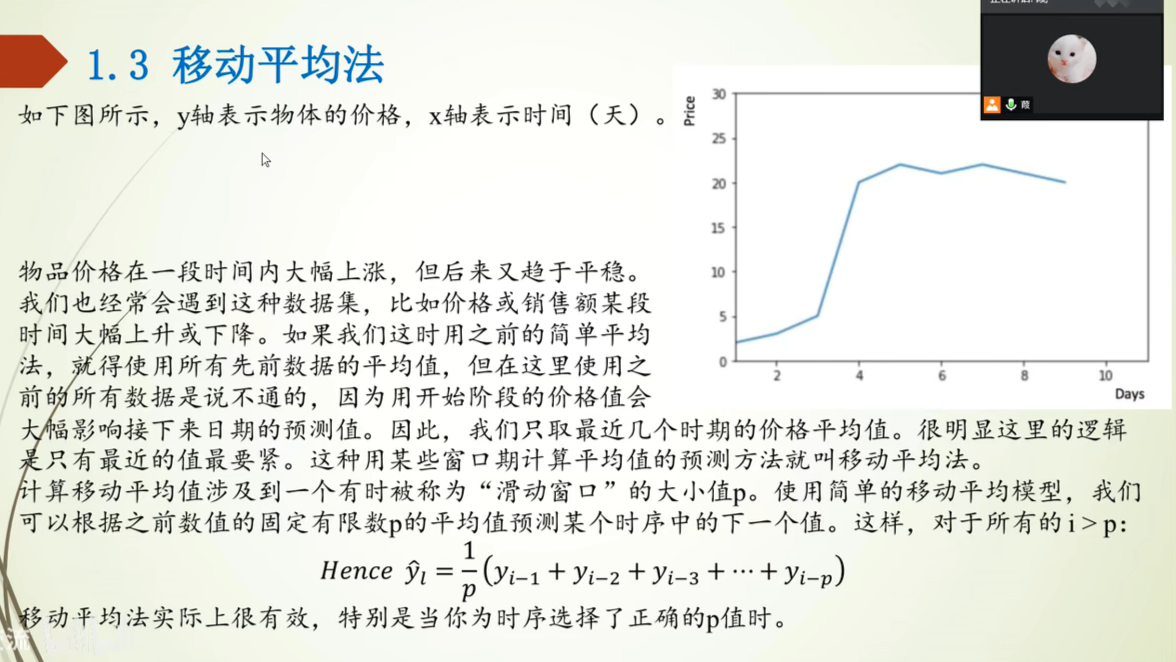 1.3 移动平均法
如下图所示，y轴表示物体的价格，x轴表示时间（天）。
霞
Price
30
25
20
15
10
5
0
2
4
6
8
10
Days
物品价格在一段时间内大幅上涨，但后来又趋于平稳。
我们也经常会遇到这种数据集，比如价格或销售额某段
时间大幅上升或下降。如果我们这时用之前的简单平均
法，就得使用所有先前数据的平均值，但在这里使用之
前的所有数据是说不通的，因为用开始阶段的价格值会
大幅影响接下来日期的预测值。因此，我们只取最近几个时期的价格平均值。很明显这里的逻辑
是只有最近的值最要紧。这种用某些窗口期计算平均值的预测方法就叫移动平均法。
计算移动平均值涉及到一个有时被称为“滑动窗口”的大小值p。使用简单的移动平均模型，我们
可以根据之前数值的固定有限数p的平均值预测某个时序中的下一个值。这样，对于所有的 i > p：
Hence ŷₗ = 1/p (yᵢ₋₁ + yᵢ₋₂ + yᵢ₋₃ + ⋯ + yᵢ₋ₚ)
移动平均法实际上很有效，特别是当你为时序选择了正确的p值时。